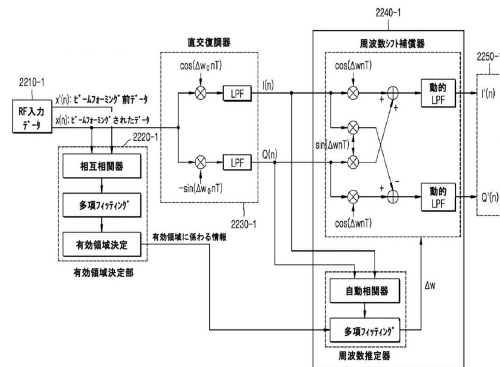 2210-1
RF入力
データ
x'(n): ビームフォーミング前データ
x(n): ビームフォーミングされたデータ
2220-1
相互相関器
多項フィッティング
有効領域決定
有効領域決定部
有効領域に係わる情報
直交復調器
cos(Δw₀nT)
LPF
I(n)
LPF
Q(n)
-sin(Δw₀nT)
2230-1
2240-1
周波数シフト補償器
cos(ΔwnT)
+
+
動的
LPF
sin(ΔwnT)
-
+
動的
LPF
cos(ΔwnT)
2250-1
I'(n)
Q'(n)
自動相関器
多項フィッティング
周波数推定器
Δw